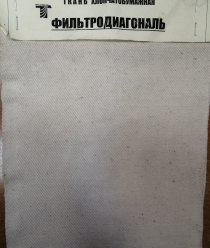 ТКАНЬ ХЛОПЧАТОБУМАЖНАЯ
Т ФИЛЬТРОДИАГОНАЛЬ